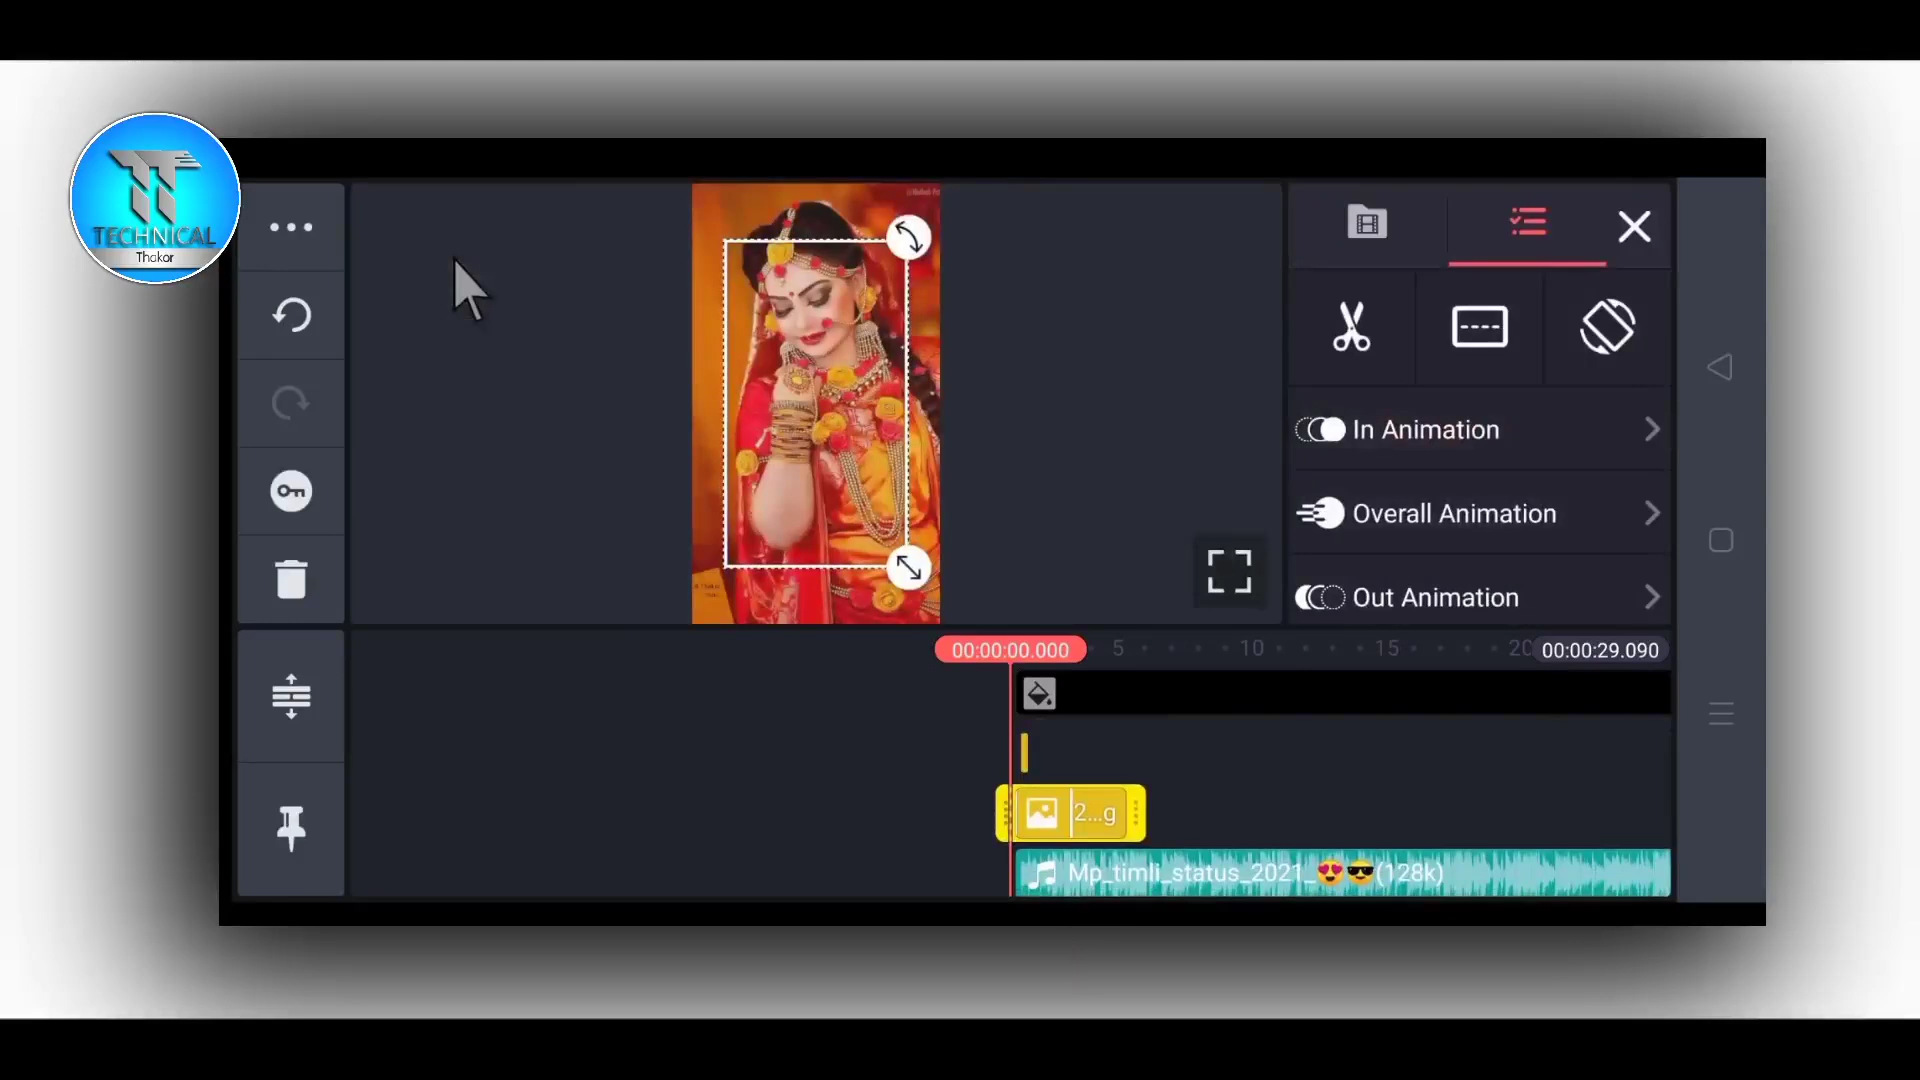 TECHNICAL
Thakor
In Animation
Overall Animation
Out Animation
00:00:00.000
5
10
15
20
00:00:29.090
2...g
Mp_timli_status_2021_😍😎(128k)